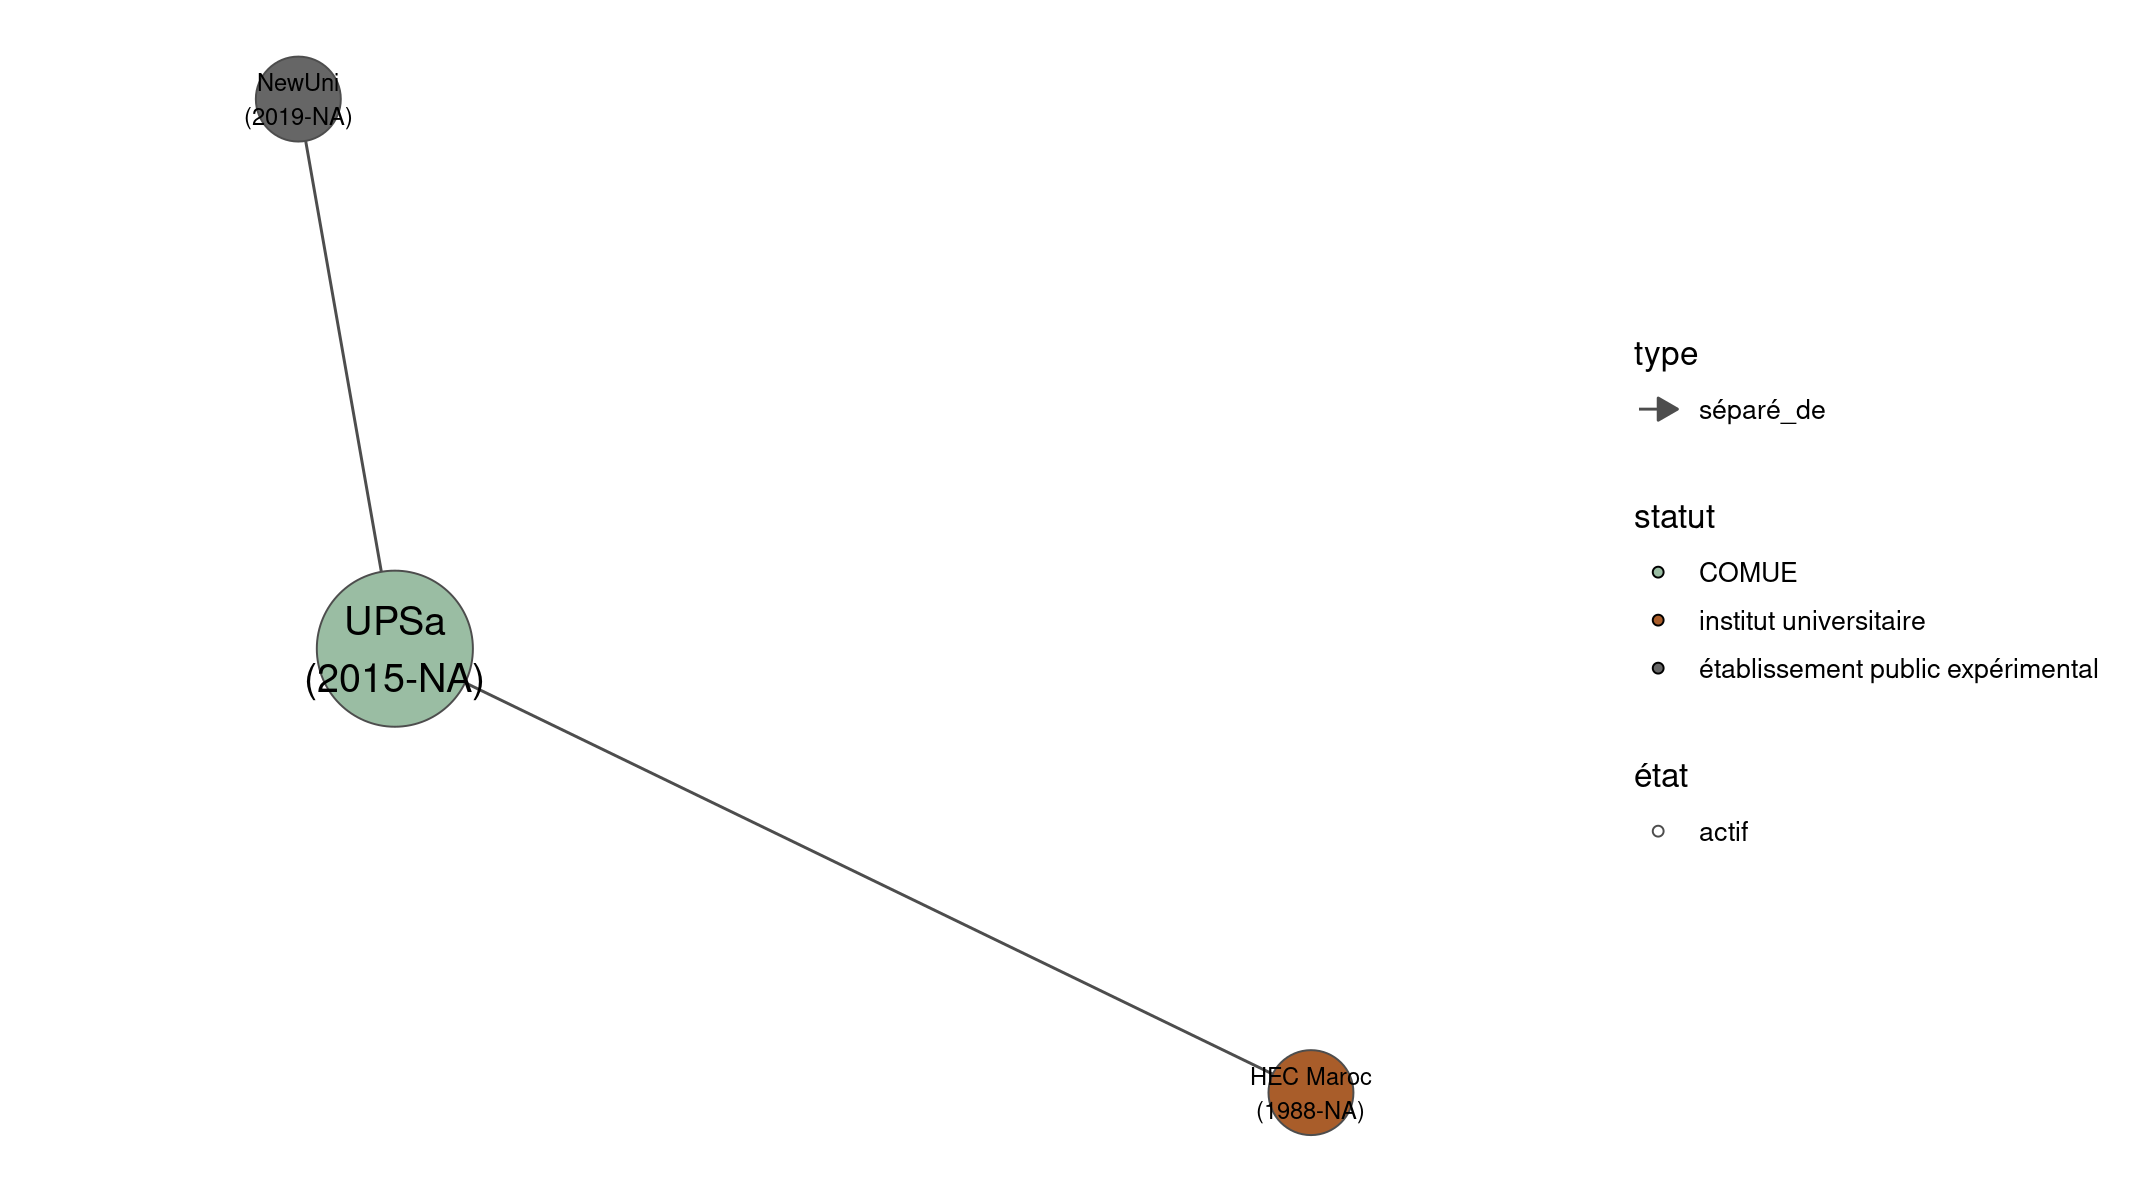 NewUni
(2019-NA)
UPSa
(2015-NA)
HEC Maroc
(1988-NA)
type
séparé_de
statut
COMUE
institut universitaire
établissement public expérimental
état
actif